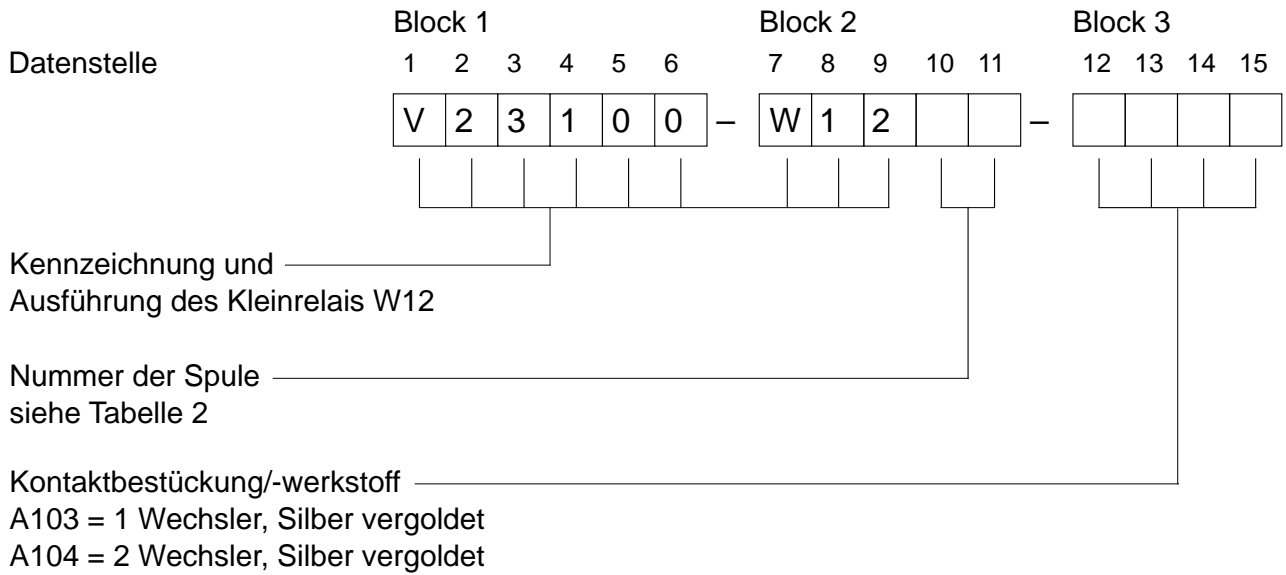 Block 1 Block 2 Block 3
Datenstelle 1 2 3 4 5 6 7 8 9 10 11 12 13 14 15
V 2 3 1 0 0 – W 1 2 –
Kennzeichnung und
Ausführung des Kleinrelais W12
Nummer der Spule
siehe Tabelle 2
Kontaktbestückung/-werkstoff
A103 = 1 Wechsler, Silber vergoldet
A104 = 2 Wechsler, Silber vergoldet